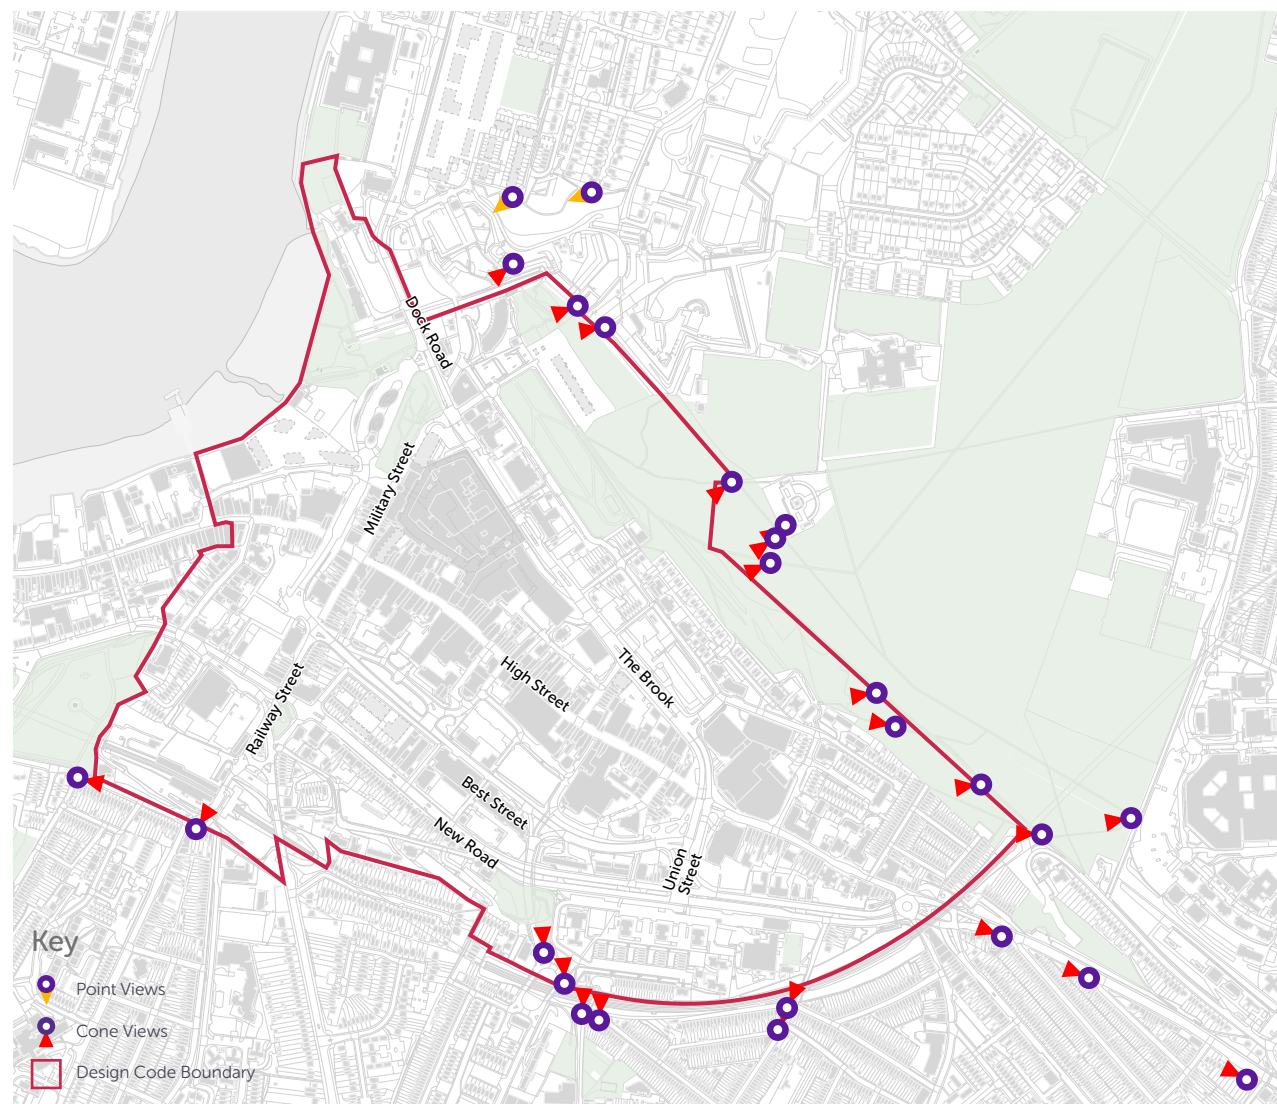 Dock Road
Military Street
The Brook
High Street
Railway Street
Best Street
New Road
Union
Street
Key
Point Views
Cone Views
Design Code Boundary